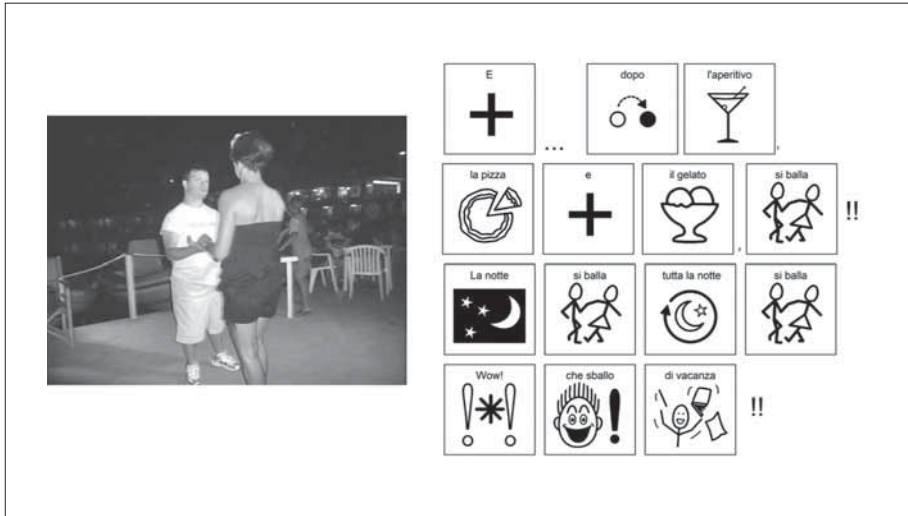 E ... dopo l'aperitivo,
la pizza e il gelato, si balla !!
La notte si balla tutta la notte si balla
Wow! che sballo di vacanza !!